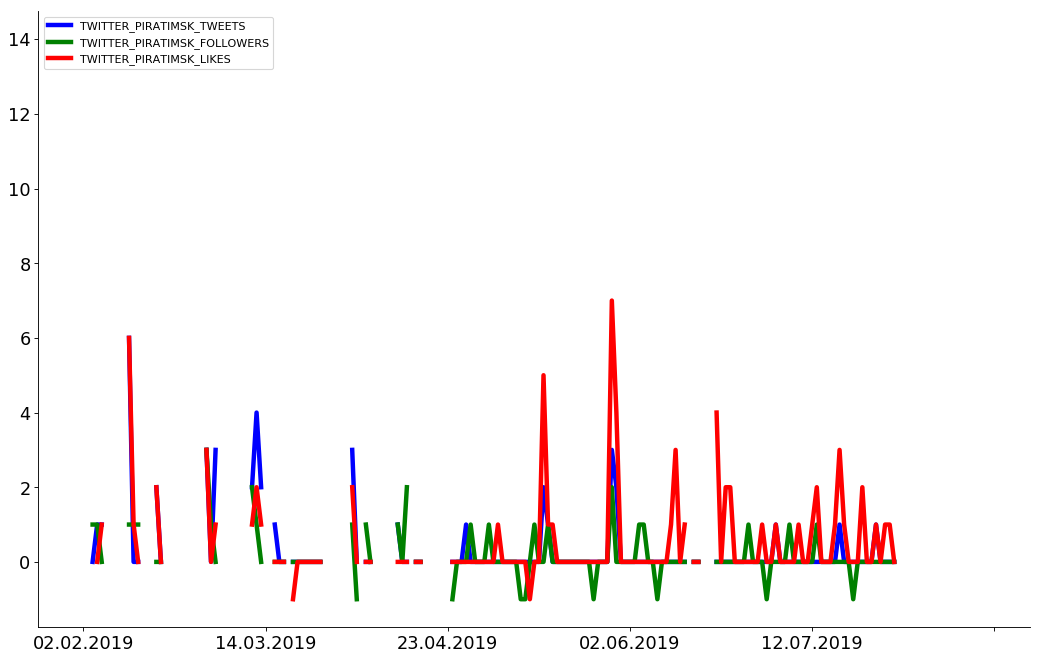 TWITTER_PIRATIMSK_TWEETS
TWITTER_PIRATIMSK_FOLLOWERS
TWITTER_PIRATIMSK_LIKES
14
12
10
8
6
4
2
0
02.02.2019 14.03.2019 23.04.2019 02.06.2019 12.07.2019